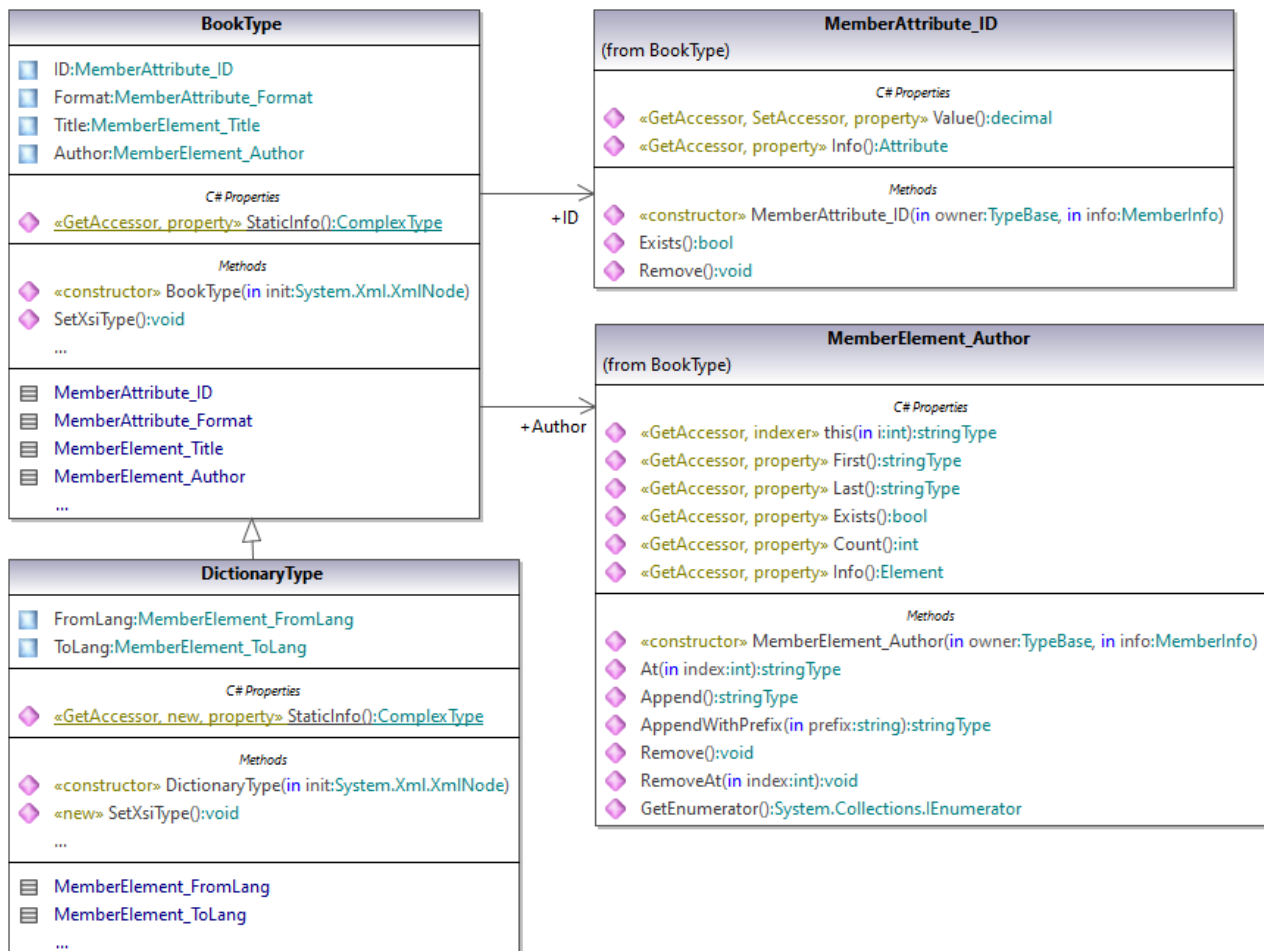 BookType
ID:MemberAttribute_ID
Format:MemberAttribute_Format
Title:MemberElement_Title
Author:MemberElement_Author
C# Properties
«GetAccessor, property» StaticInfo():ComplexType
Methods
«constructor» BookType(in init:System.Xml.XmlNode)
SetXsiType():void
...
MemberAttribute_ID
MemberAttribute_Format
MemberElement_Title
MemberElement_Author
...
+ID
+Author
MemberAttribute_ID
(from BookType)
C# Properties
«GetAccessor, SetAccessor, property» Value():decimal
«GetAccessor, property» Info():Attribute
Methods
«constructor» MemberAttribute_ID(in owner:TypeBase, in info:MemberInfo)
Exists():bool
Remove():void
MemberElement_Author
(from BookType)
C# Properties
«GetAccessor, indexer» this(in i:int):stringType
«GetAccessor, property» First():stringType
«GetAccessor, property» Last():stringType
«GetAccessor, property» Exists():bool
«GetAccessor, property» Count():int
«GetAccessor, property» Info():Element
Methods
«constructor» MemberElement_Author(in owner:TypeBase, in info:MemberInfo)
At(in index:int):stringType
Append():stringType
AppendWithPrefix(in prefix:string):stringType
Remove():void
RemoveAt(in index:int):void
GetEnumerator():System.Collections.IEnumerator
DictionaryType
FromLang:MemberElement_FromLang
ToLang:MemberElement_ToLang
C# Properties
«GetAccessor, new, property» StaticInfo():ComplexType
Methods
«constructor» DictionaryType(in init:System.Xml.XmlNode)
«new» SetXsiType():void
...
MemberElement_FromLang
MemberElement_ToLang
...